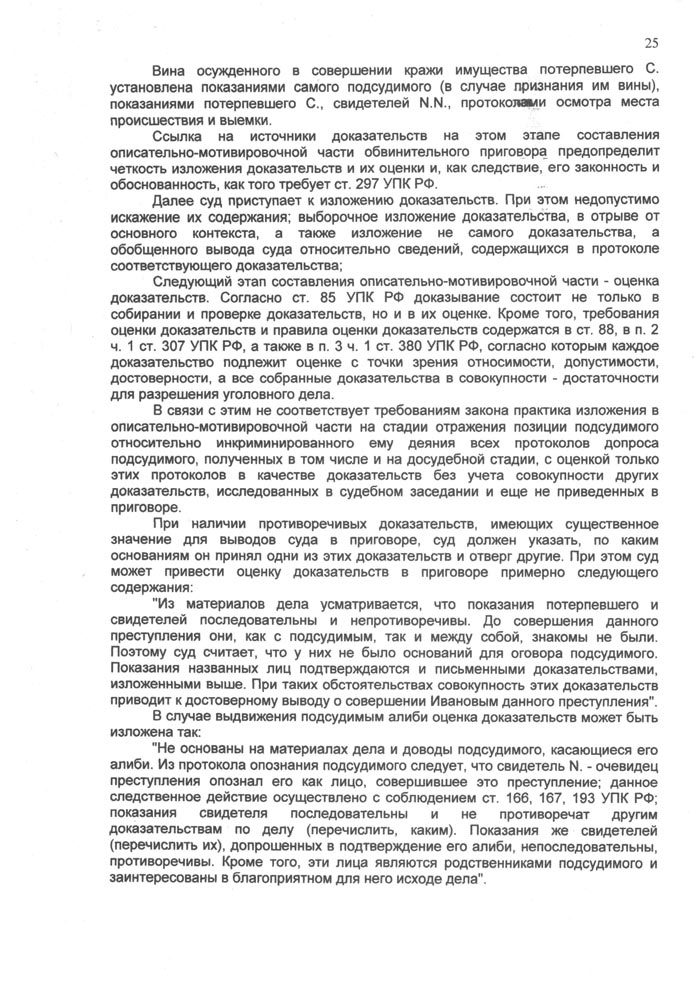 25
Вина осужденного в совершении кражи имущества потерпевшего С.
установлена показаниями самого подсудимого (в случае признания им вины),
показаниями потерпевшего С., свидетелей N.N., протоколами осмотра места
происшествия и выемки.
Ссылка на источники доказательств на этом этапе составления
описательно-мотивировочной части обвинительного приговора предопределит
четкость изложения доказательств и их оценки и, как следствие, его законность и
обоснованность, как того требует ст. 297 УПК РФ.
Далее суд приступает к изложению доказательств. При этом недопустимо
искажение их содержания; выборочное изложение доказательства, в отрыве от
основного контекста, а также изложение не самого доказательства, а
обобщенного вывода суда относительно сведений, содержащихся в протоколе
соответствующего доказательства;
Следующий этап составления описательно-мотивировочной части - оценка
доказательств. Согласно ст. 85 УПК РФ доказывание состоит не только в
собирании и проверке доказательств, но и в их оценке. Кроме того, требования
оценки доказательств и правила оценки доказательств содержатся в ст. 88, в п. 2
ч. 1 ст. 307 УПК РФ, а также в п. 3 ч. 1 ст. 380 УПК РФ, согласно которым каждое
доказательство подлежит оценке с точки зрения относимости, допустимости,
достоверности, а все собранные доказательства в совокупности - достаточности
для разрешения уголовного дела.
В связи с этим не соответствует требованиям закона практика изложения в
описательно-мотивировочной части на стадии отражения позиции подсудимого
относительно инкриминированного ему деяния всех протоколов допроса
подсудимого, полученных в том числе и на досудебной стадии, с оценкой только
этих протоколов в качестве доказательств без учета совокупности других
доказательств, исследованных в судебном заседании и еще не приведенных в
приговоре.
При наличии противоречивых доказательств, имеющих существенное
значение для выводов суда в приговоре, суд должен указать, по каким
основаниям он принял одни из этих доказательств и отверг другие. При этом суд
может привести оценку доказательств в приговоре примерно следующего
содержания:
"Из материалов дела усматривается, что показания потерпевшего и
свидетелей последовательны и непротиворечивы. До совершения данного
преступления они, как с подсудимым, так и между собой, знакомы не были.
Поэтому суд считает, что у них не было оснований для оговора подсудимого.
Показания названных лиц подтверждаются и письменными доказательствами,
изложенными выше. При таких обстоятельствах совокупность этих доказательств
приводит к достоверному выводу о совершении Ивановым данного преступления".
В случае выдвижения подсудимым алиби оценка доказательств может быть
изложена так:
"Не основаны на материалах дела и доводы подсудимого, касающиеся его
алиби. Из протокола опознания подсудимого следует, что свидетель N. - очевидец
преступления опознал его как лицо, совершившее это преступление; данное
следственное действие осуществлено с соблюдением ст. 166, 167, 193 УПК РФ;
показания свидетеля последовательны и не противоречат другим
доказательствам по делу (перечислить, каким). Показания же свидетелей
(перечислить их), допрошенных в подтверждение его алиби, непоследовательны,
противоречивы. Кроме того, эти лица являются родственниками подсудимого и
заинтересованы в благоприятном для него исходе дела".